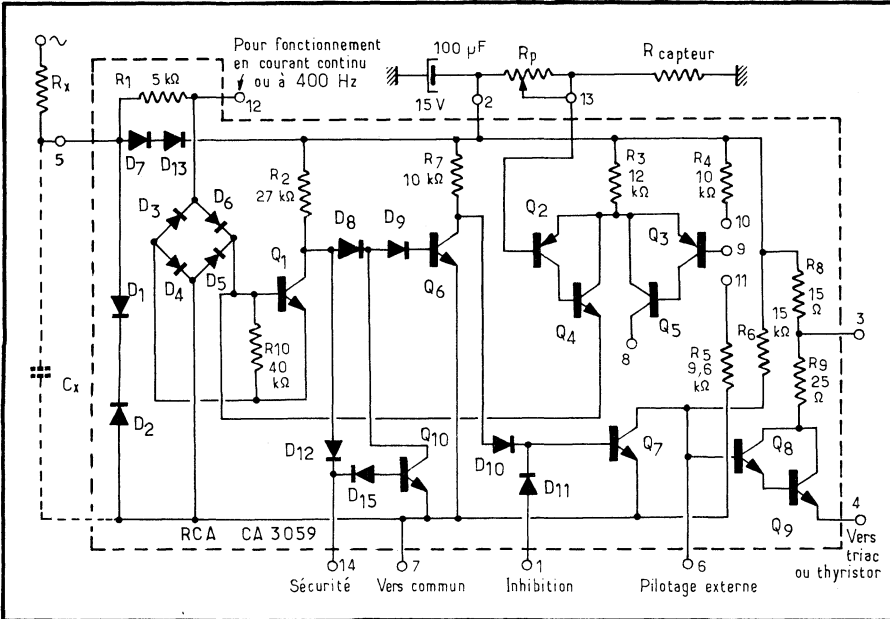 Pour fonctionnement
en courant continu
ou à 400 Hz
100 µF
15 V
Rp
R capteur
Rx
R1
5 kΩ
12
2
13
5
D7
D13
R2
27 kΩ
R7
10 kΩ
R3
12
kΩ
R4
10
kΩ
D3
D6
D4
D5
D8
D9
Q1
Q6
Q2
Q3
10
9
11
Q4
Q5
8
R8
15
Ω
3
D1
R10
40
kΩ
15
kΩ
R6
R5
9,6
kΩ
R9
25
Ω
Cx
D2
D12
Q10
D15
D10
D11
Q7
Q8
Q9
4
Vers
triac
ou thyristor
RCA CA 3059
14
7
1
6
Sécurité
Vers commun
Inhibition
Pilotage externe